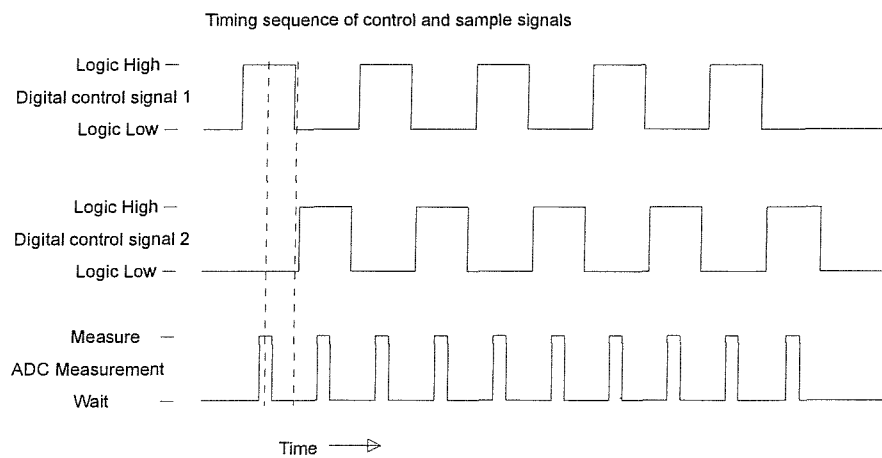 Timing sequence of control and sample signals
Logic High
Digital control signal 1
Logic Low
Logic High
Digital control signal 2
Logic Low
Measure
ADC Measurement
Wait
Time